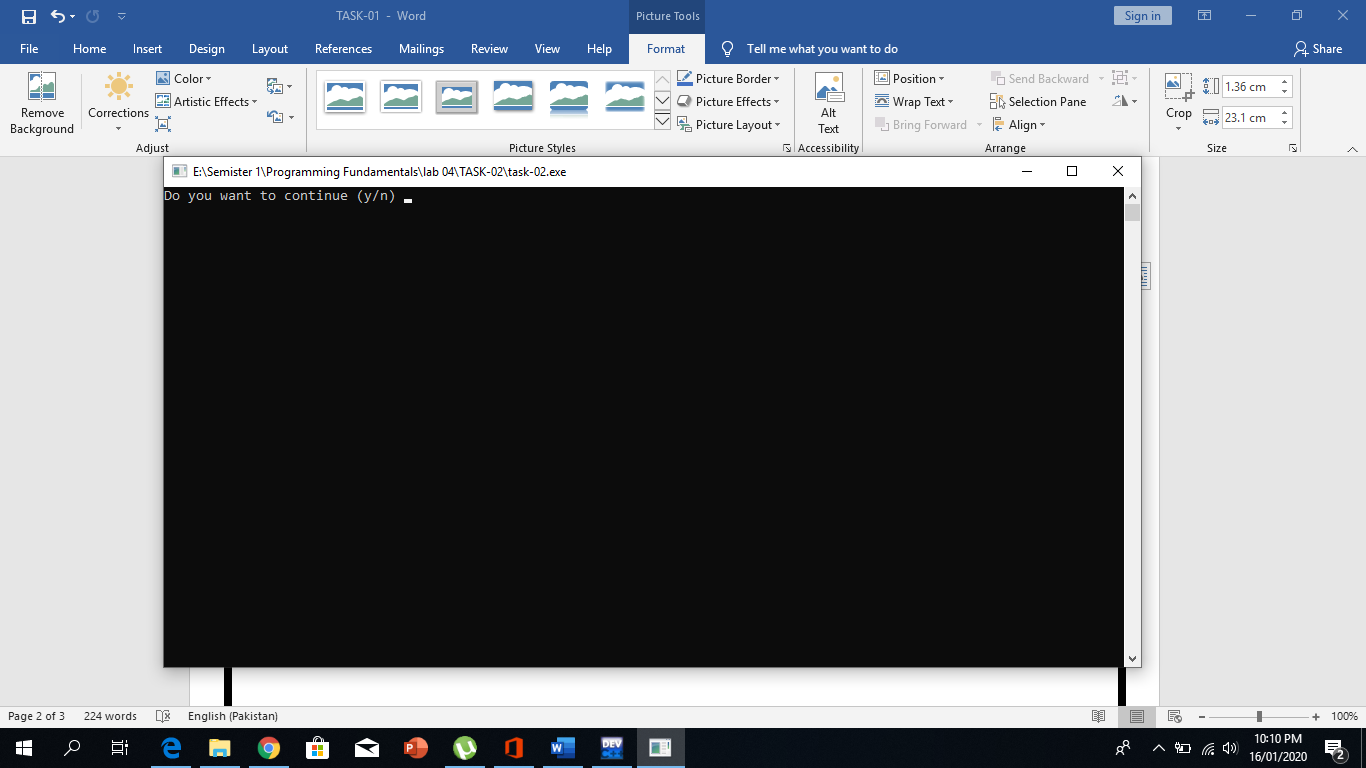 TASK-01 - Word
Picture Tools
Sign in
File Home Insert Design Layout References Mailings Review View Help Format Tell me what you want to do Share
Remove Background
Corrections
Color
Artistic Effects
Adjust
Picture Styles
Picture Border
Picture Effects
Picture Layout
Alt Text
Accessibility
Position
Wrap Text
Bring Forward
Send Backward
Selection Pane
Align
Arrange
Crop
1.36 cm
23.1 cm
Size
E:\Semister 1\Programming Fundamentals\lab 04\TASK-02\task-02.exe
Do you want to continue (y/n)
Page 2 of 3 224 words English (Pakistan) 100%
DEV
10:10 PM
16/01/2020
2